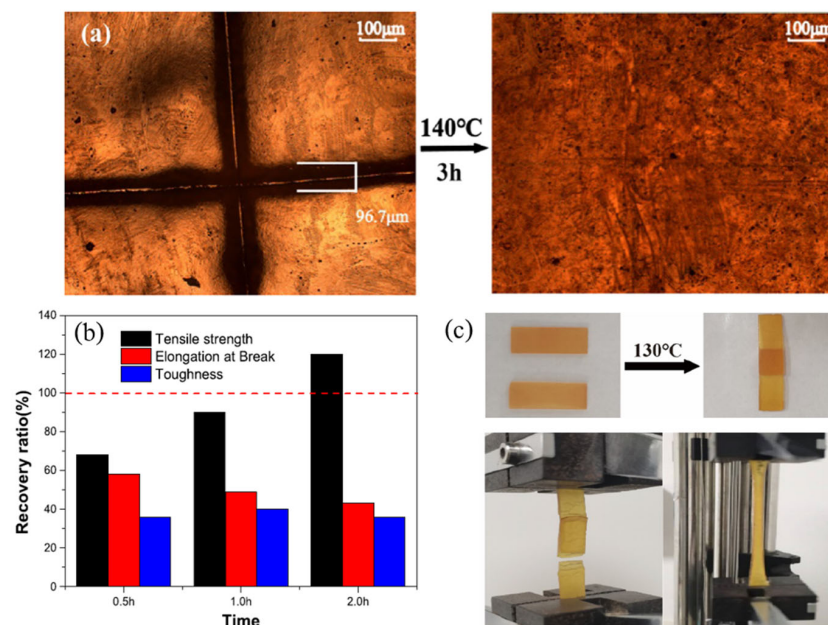 (a)
100μm
96.7μm
140℃
3h
100μm
(b)
140
120
100
80
60
40
20
0
Recovery ratio(%)
Tensile strength
Elongation at Break
Toughness
0.5h
1.0h
2.0h
Time
(c)
130℃